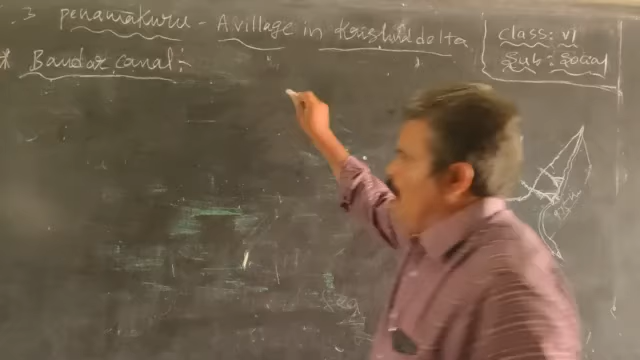 3 penamakuru - A village in Krishna delta
class: VI
Sub: Social
Bandar canal:-